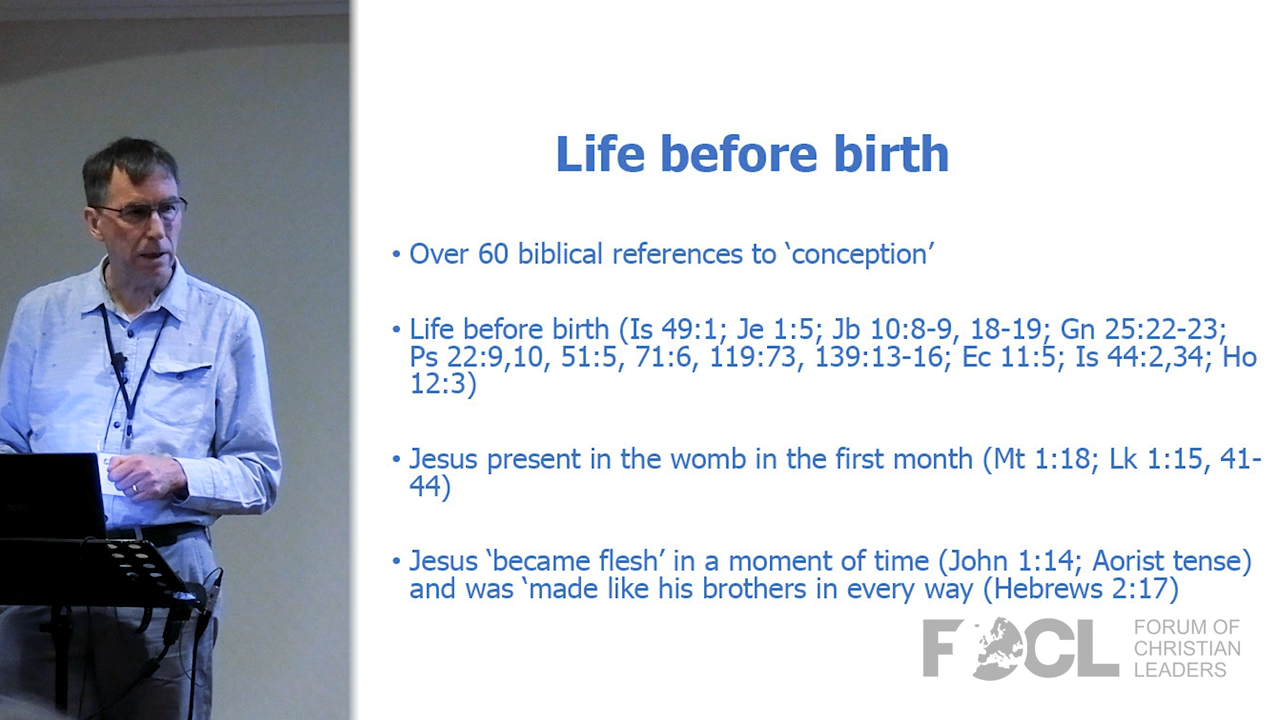 Life before birth
• Over 60 biblical references to ‘conception’
• Life before birth (Is 49:1; Je 1:5; Jb 10:8-9, 18-19; Gn 25:22-23;
Ps 22:9,10, 51:5, 71:6, 119:73, 139:13-16; Ec 11:5; Is 44:2,34; Ho
12:3)
• Jesus present in the womb in the first month (Mt 1:18; Lk 1:15, 41-
44)
• Jesus ‘became flesh’ in a moment of time (John 1:14; Aorist tense)
and was ‘made like his brothers in every way (Hebrews 2:17)
FOCL
FORUM OF
CHRISTIAN
LEADERS